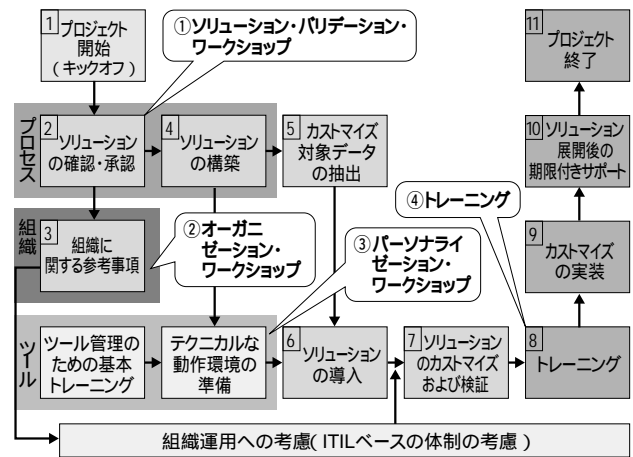 1
プロジェクト
開始
(キックオフ)
①ソリューション・バリデーション・
ワークショップ
11
プロジェクト
終了
プロセス
2
ソリューション
の確認・承認
4
ソリューション
の構築
5
カストマイズ
対象データ
の抽出
10
ソリューション
展開後の
期限付きサポート
組織
3
組織に
関する参考事項
②オーガニ
ゼーション・
ワークショップ
③パーソナライ
ゼーション・
ワークショップ
④トレーニング
9
カストマイズ
の実装
ツール
ツール管理の
ための基本
トレーニング
テクニカルな
動作環境の
準備
6
ソリューション
の導入
7
ソリューション
のカストマイズ
および検証
8
トレーニング
組織運用への考慮(ITILベースの体制の考慮)